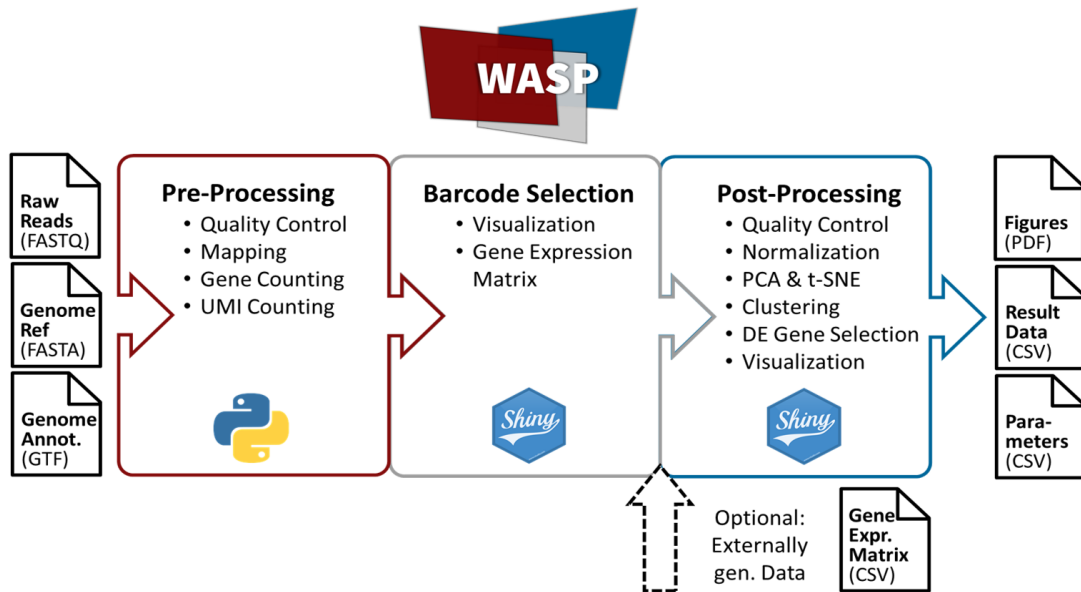 WASP
Raw
Reads
(FASTQ)
Genome
Ref
(FASTA)
Genome
Annot.
(GTF)
Pre-Processing
• Quality Control
• Mapping
• Gene Counting
• UMI Counting
Barcode Selection
• Visualization
• Gene Expression
Matrix
Shiny
Post-Processing
• Quality Control
• Normalization
• PCA & t-SNE
• Clustering
• DE Gene Selection
• Visualization
Shiny
Figures
(PDF)
Result
Data
(CSV)
Para-
meters
(CSV)
Optional:
Externally
gen. Data
Gene
Expr.
Matrix
(CSV)